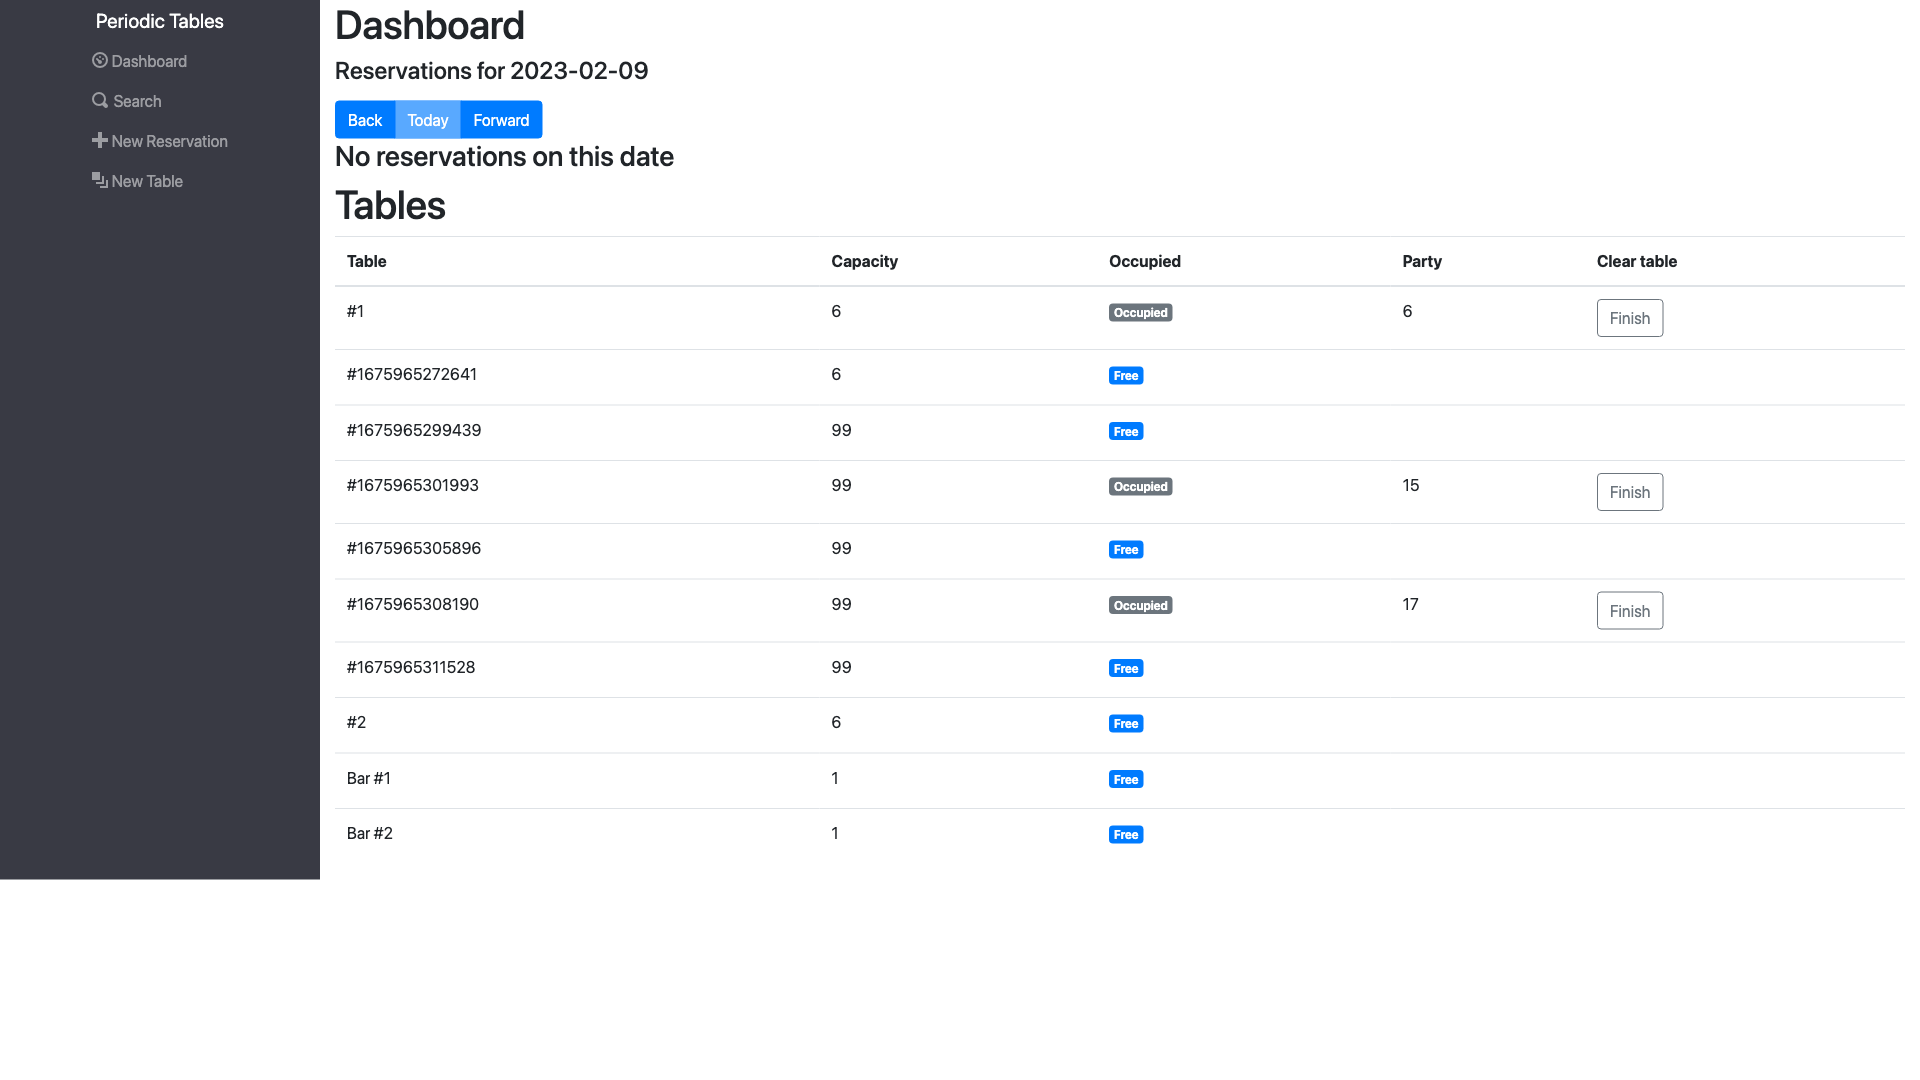 Periodic Tables
Dashboard
Search
New Reservation
New Table
Dashboard
Reservations for 2023-02-09
Back Today Forward
No reservations on this date
Tables
Table Capacity Occupied Party Clear table
#1 6 Occupied 6 Finish
#1675965272641 6 Free
#1675965299439 99 Free
#1675965301993 99 Occupied 15 Finish
#1675965305896 99 Free
#1675965308190 99 Occupied 17 Finish
#1675965311528 99 Free
#2 6 Free
Bar #1 1 Free
Bar #2 1 Free